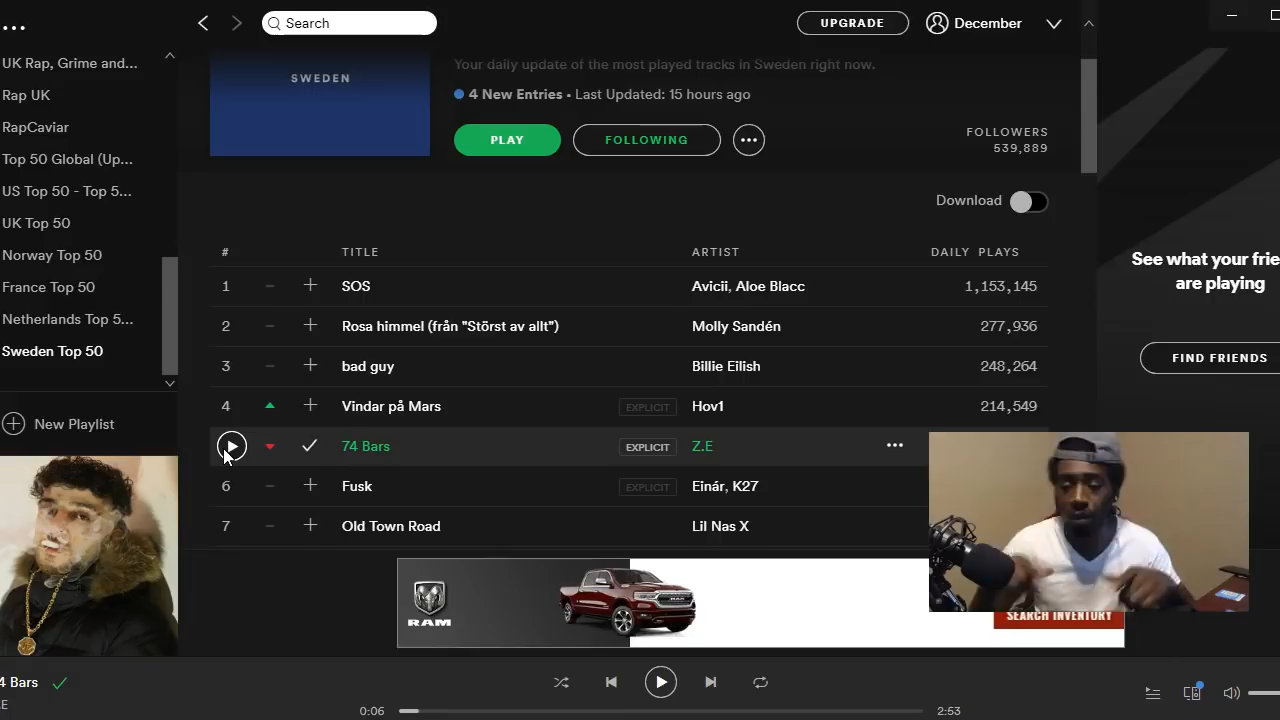 Search
UPGRADE
December
UK Rap, Grime and...
Rap UK
RapCaviar
Top 50 Global (Up...
US Top 50 - Top 5...
UK Top 50
Norway Top 50
France Top 50
Netherlands Top 5...
Sweden Top 50
New Playlist
SWEDEN
Your daily update of the most played tracks in Sweden right now.
4 New Entries • Last Updated: 15 hours ago
PLAY
FOLLOWING
FOLLOWERS
539,889
Download
# TITLE ARTIST DAILY PLAYS
1 SOS Avicii, Aloe Blacc 1,153,145
2 Rosa himmel (från "Störst av allt") Molly Sandén 277,936
3 bad guy Billie Eilish 248,264
4 Vindar på Mars EXPLICIT Hov1 214,549
74 Bars EXPLICIT Z.E
6 Fusk EXPLICIT Einár, K27
7 Old Town Road Lil Nas X
See what your frie
are playing
FIND FRIENDS
RAM
SEARCH INVENTORY
4 Bars
.E
0:06
2:53